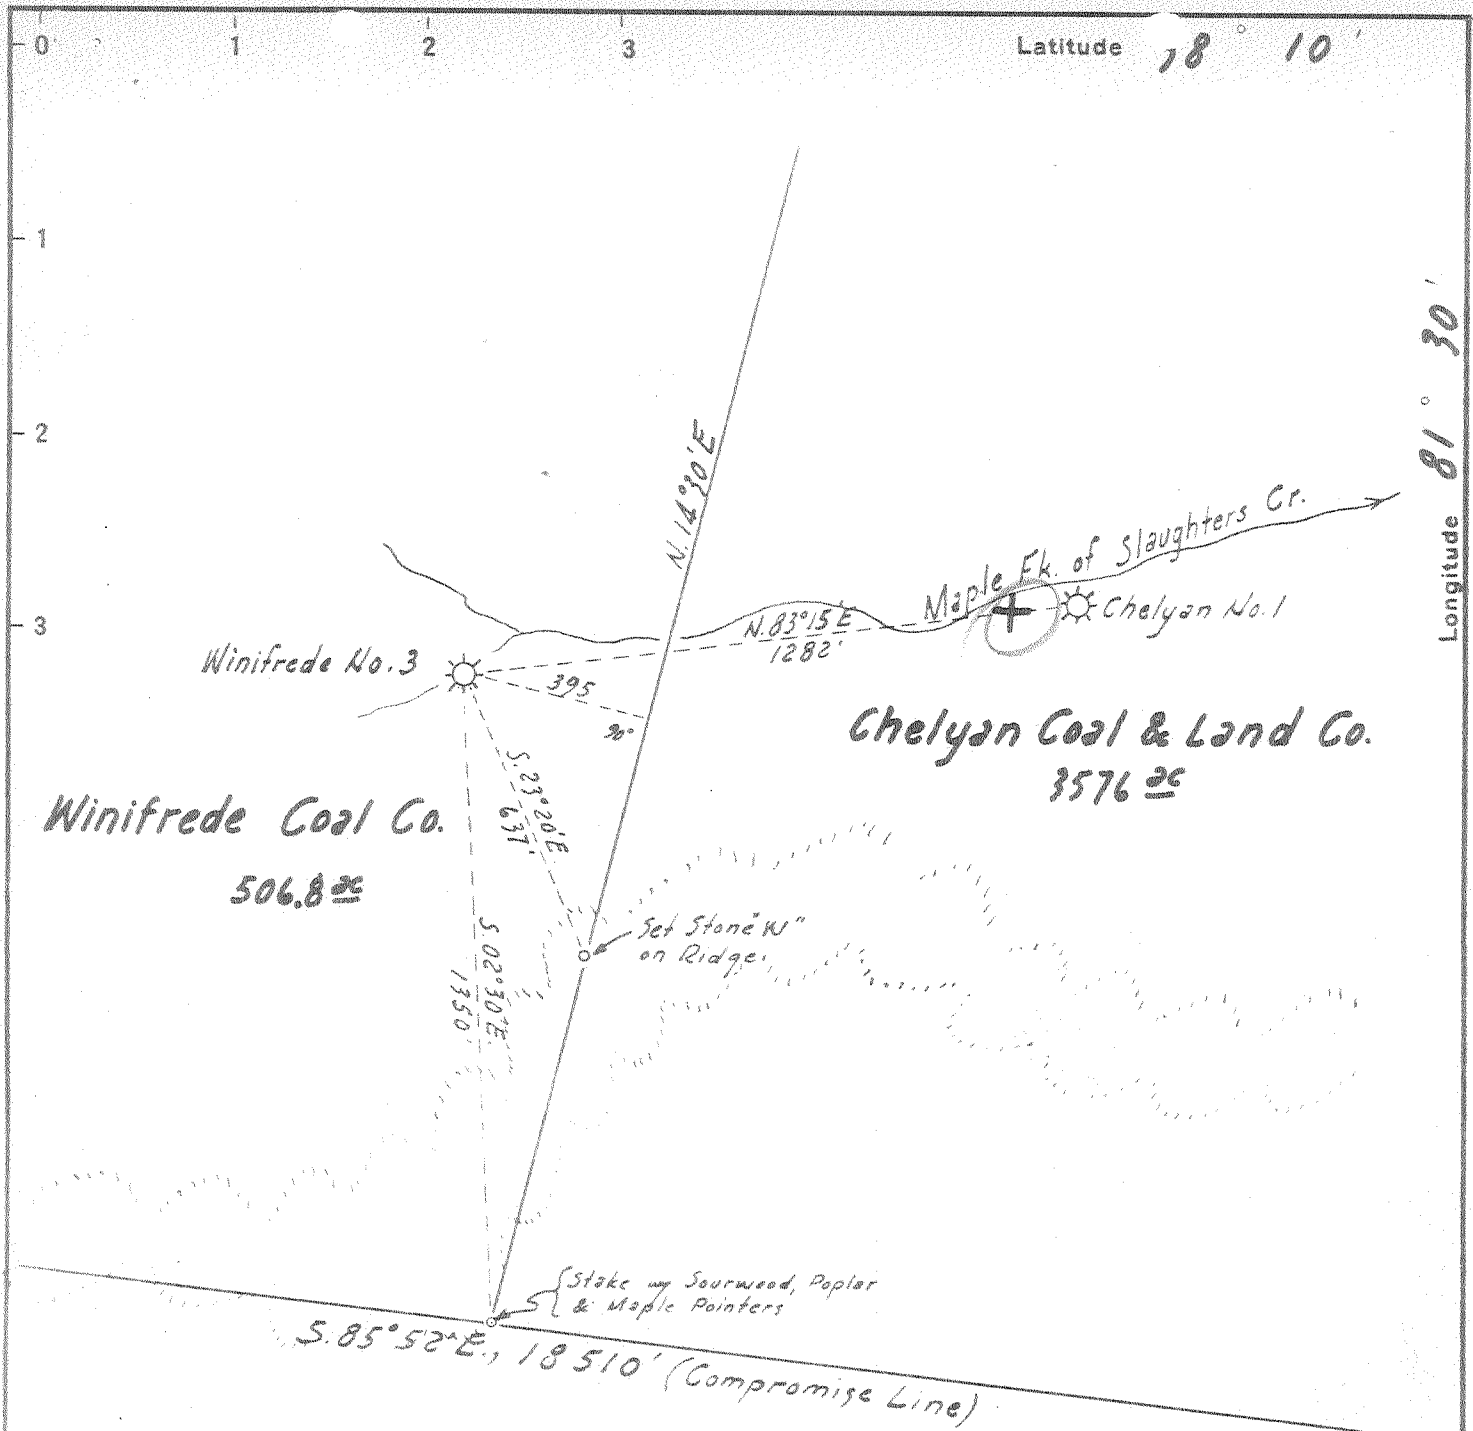 0 1 2 3 Latitude 8° 10'
1
2
3
Longitude 81° 30'
N. 14°30'E
Maple Fk. of Slaughters Cr.
Chelyan No. 1
N. 83°15'E
1282'
Winifrede No. 3
395
90°
Chelyan Coal & Land Co.
3576 ac
S. 23°20'E
637'
Winifrede Coal Co.
506.8 ac
Set Stone "W"
on Ridge.
S. 02°30'E.
1350'
Stake w/ Sourwood, Poplar
& Maple Pointers
S. 85°52'E., 18510' (Compromise Line)